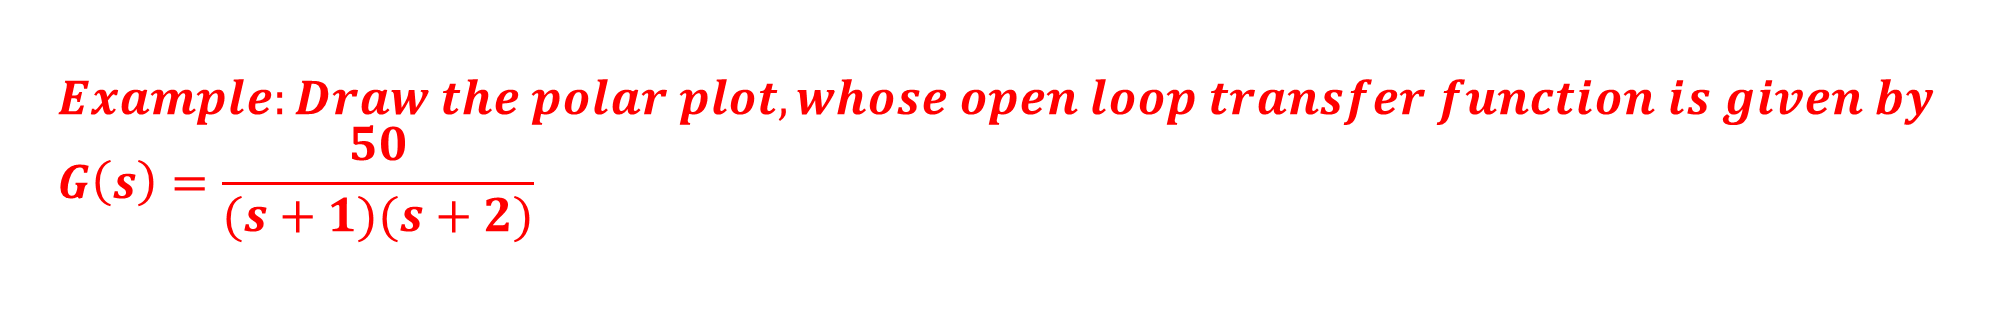 Example: Draw the polar plot, whose open loop transfer function is given by
G(s) = 50 / (s + 1)(s + 2)